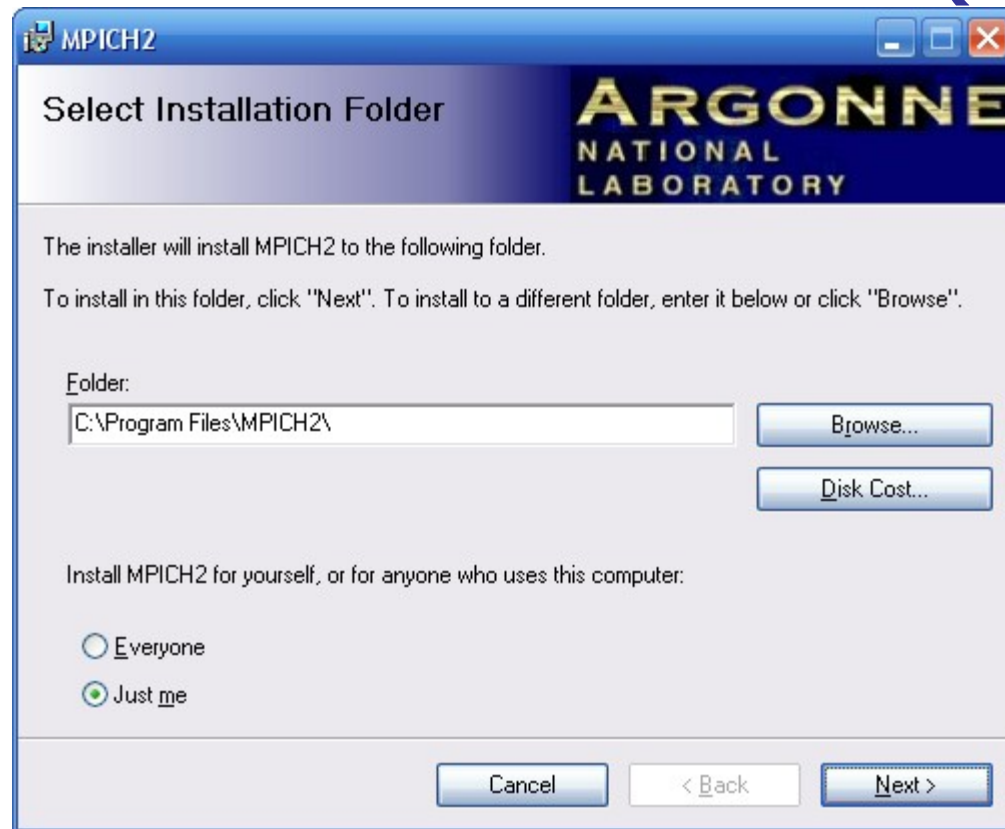 MPICH2
Select Installation Folder
ARGONNE
NATIONAL
LABORATORY
The installer will install MPICH2 to the following folder.
To install in this folder, click "Next". To install to a different folder, enter it below or click "Browse".
Folder:
C:\Program Files\MPICH2\
Browse...
Disk Cost...
Install MPICH2 for yourself, or for anyone who uses this computer:
Everyone
Just me
Cancel
< Back
Next >